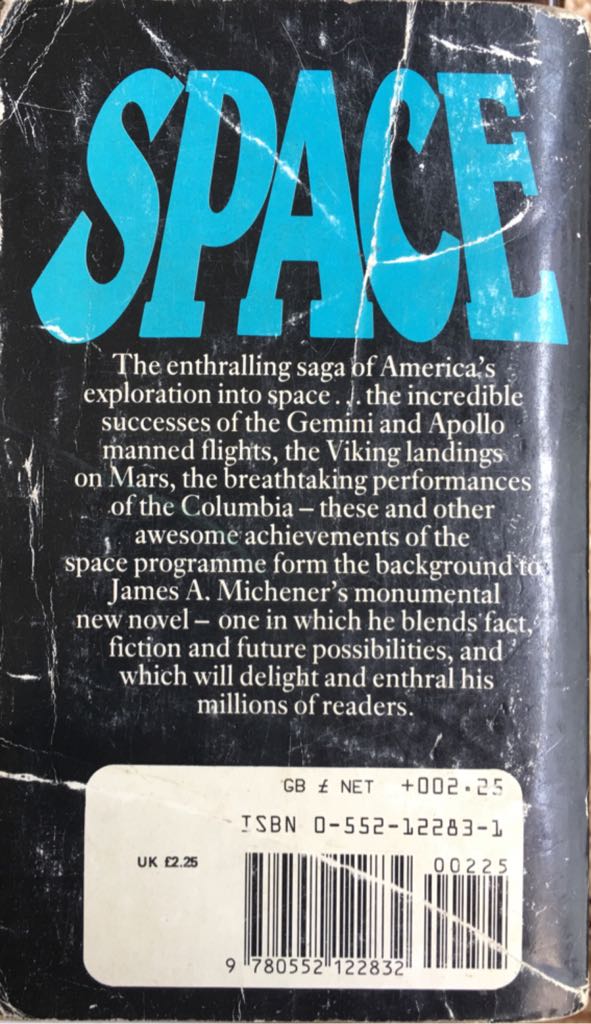 SPACE
The enthralling saga of America's
exploration into space...the incredible
successes of the Gemini and Apollo
manned flights, the Viking landings
on Mars, the breathtaking performances
of the Columbia – these and other
awesome achievements of the
space programme form the background to
James A. Michener's monumental
new novel – one in which he blends fact,
fiction and future possibilities, and
which will delight and enthral his
millions of readers.
GB £ NET +002.25
ISBN 0-552-12283-1
UK £2.25
00225
9 780552 122832